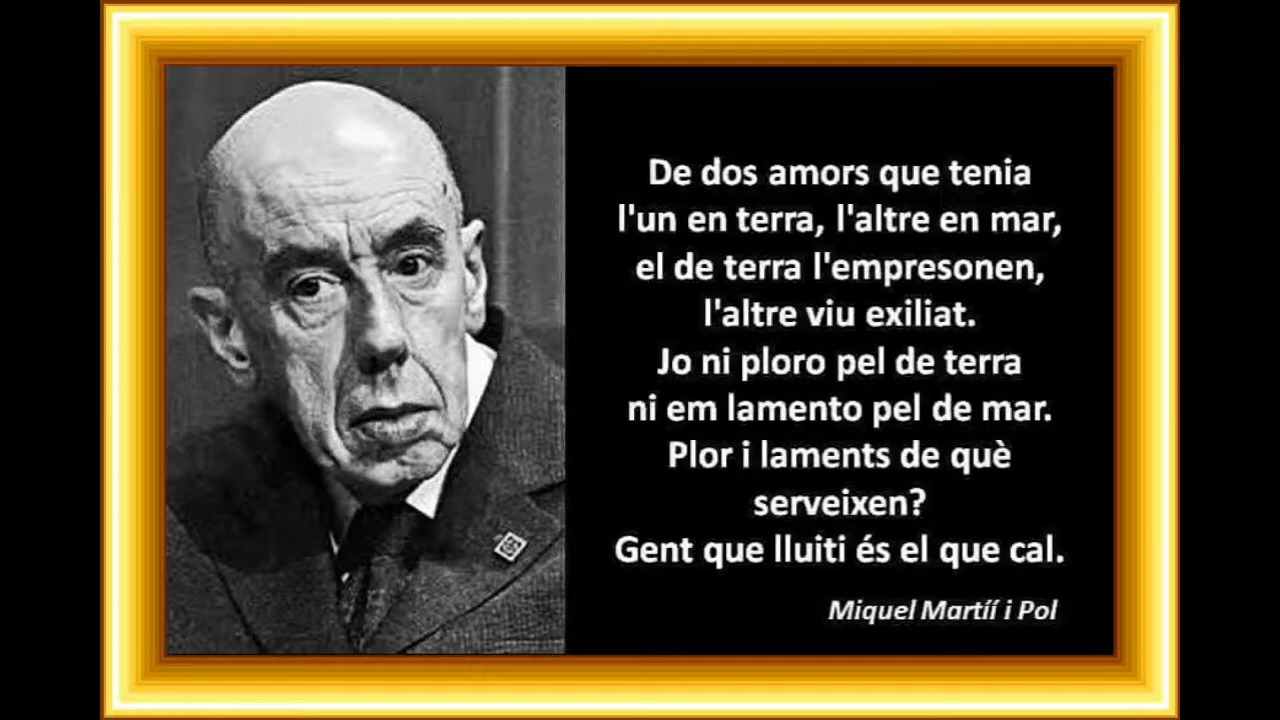 De dos amors que tenia
l'un en terra, l'altre en mar,
el de terra l'empresonen,
l'altre viu exiliat.
Jo ni ploro pel de terra
ni em lamento pel de mar.
Plor i laments de què
serveixen?
Gent que lluiti és el que cal.
Miquel Martíí i Pol